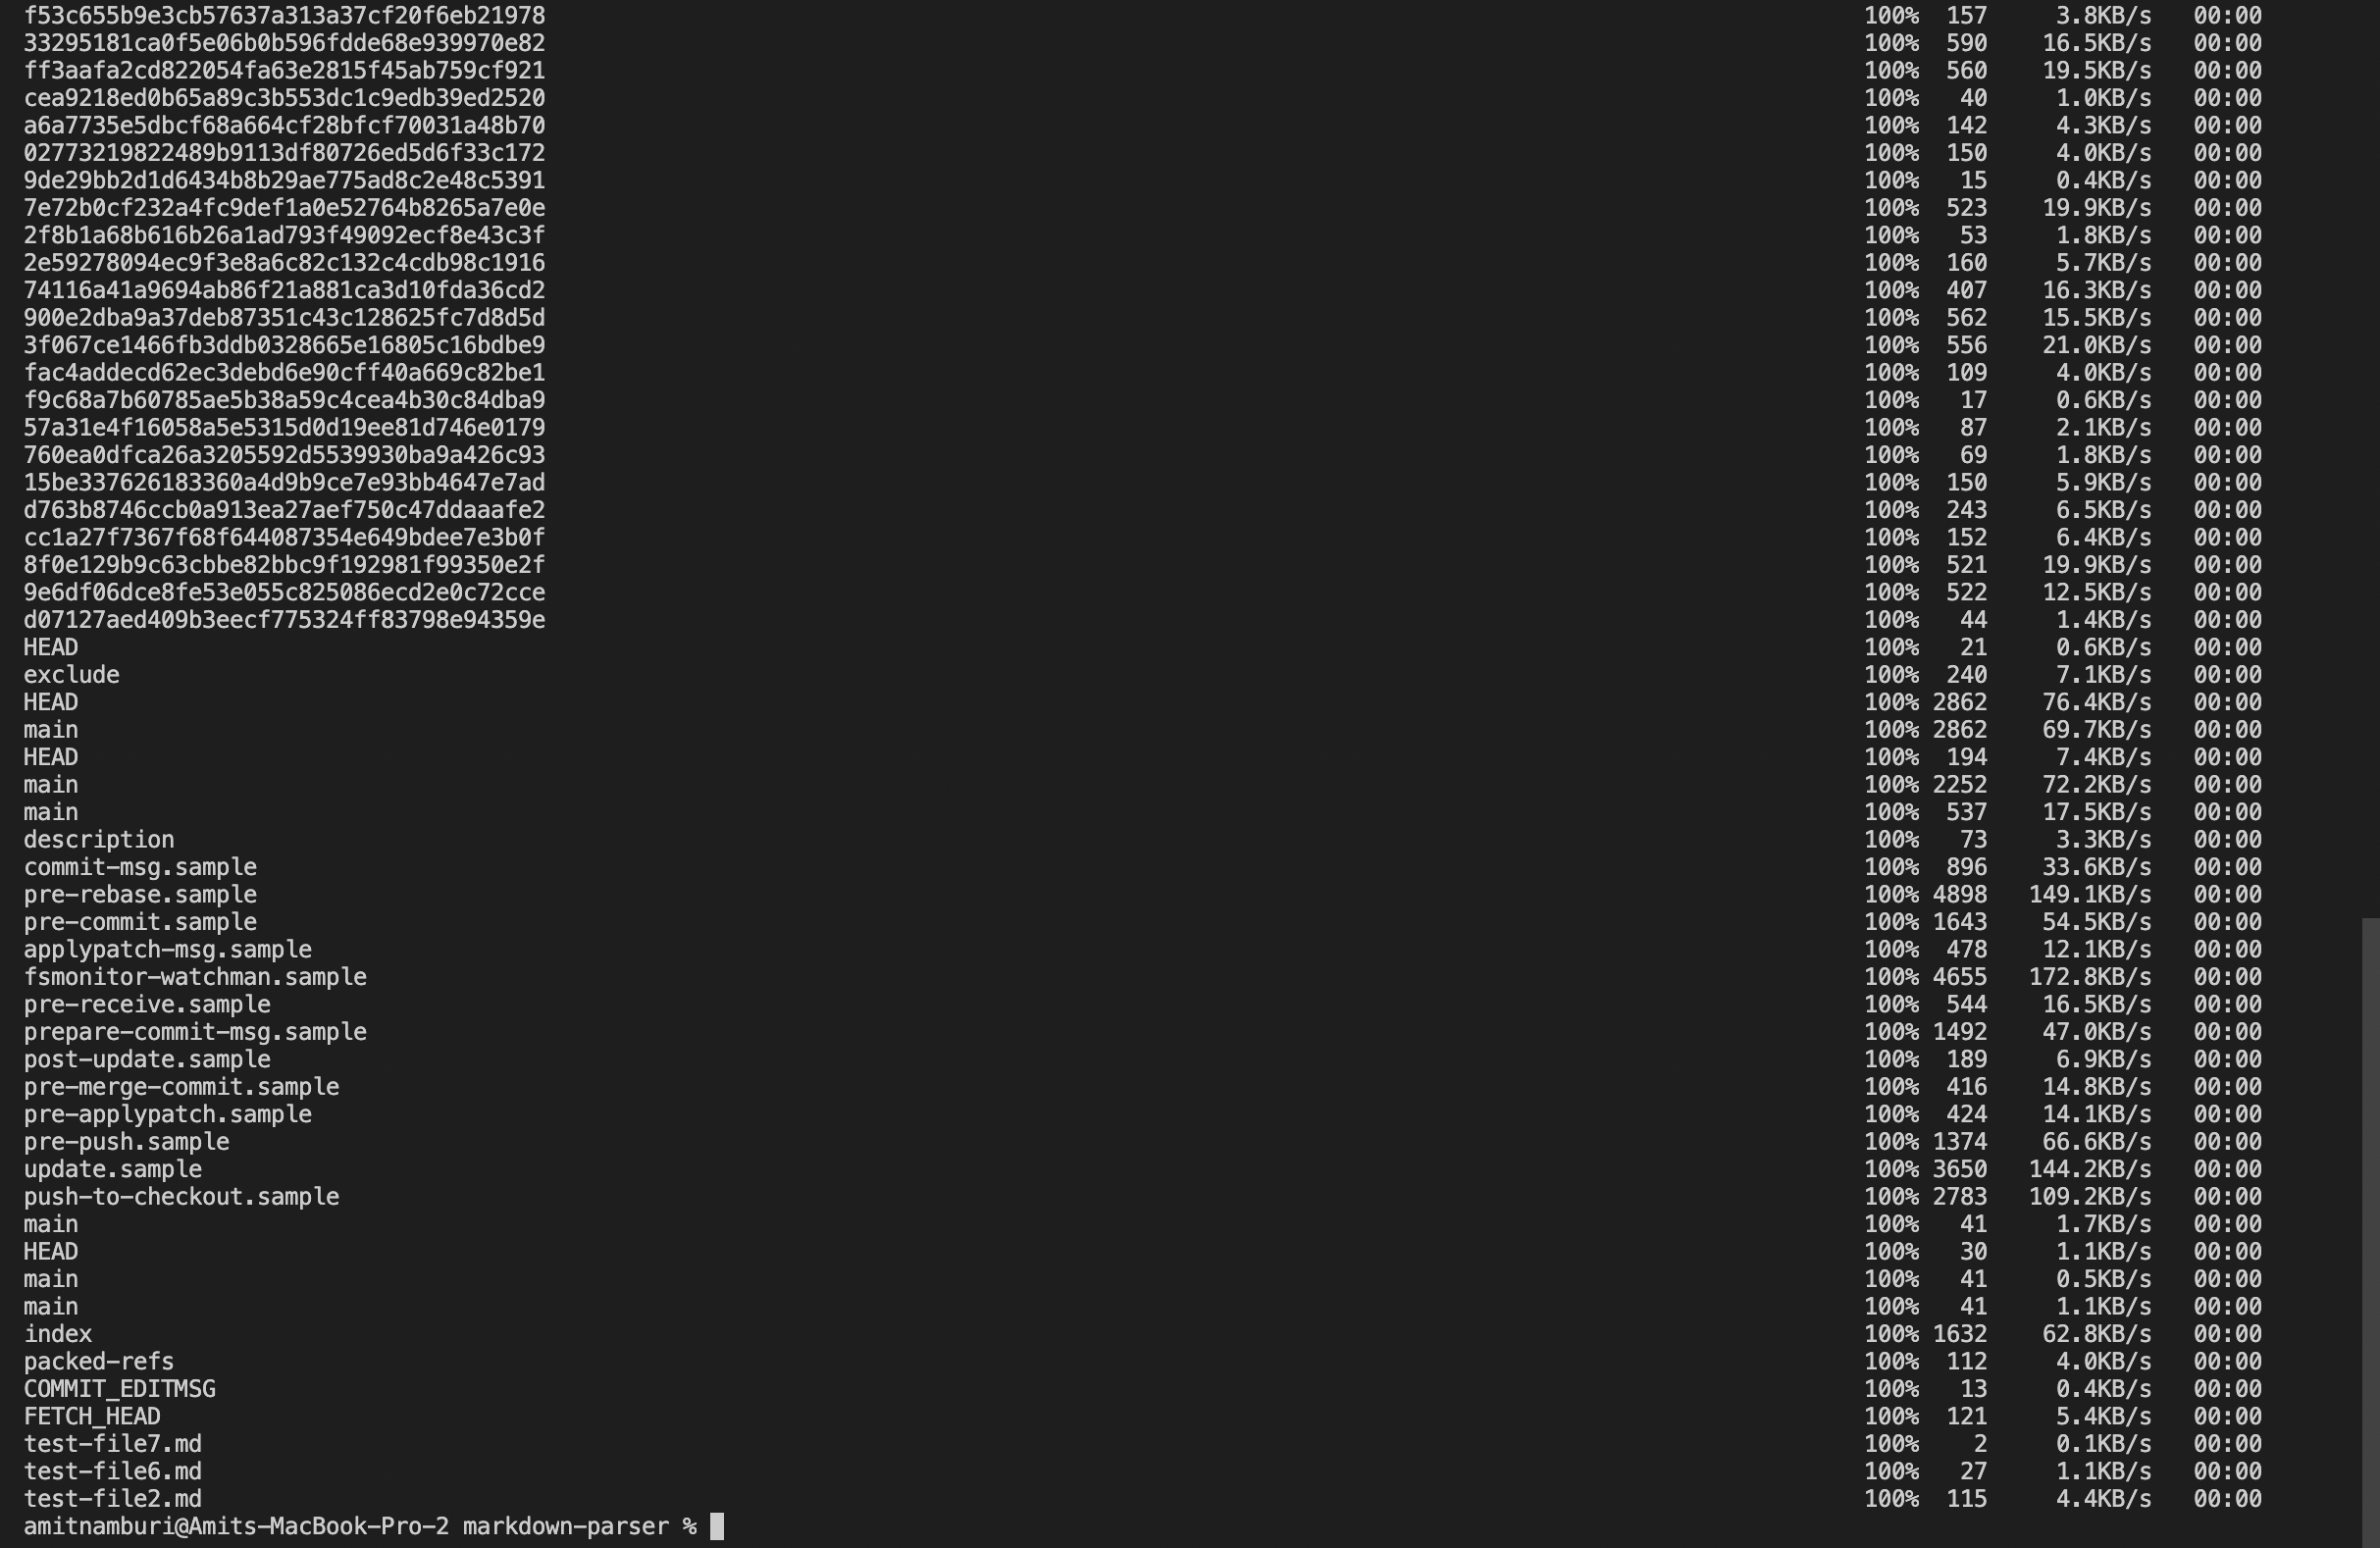 f53c655b9e3cb57637a313a37cf20f6eb21978 100% 157 3.8KB/s 00:00
33295181ca0f5e06b0b596fdde68e939970e82 100% 590 16.5KB/s 00:00
ff3aafa2cd822054fa63e2815f45ab759cf921 100% 560 19.5KB/s 00:00
cea9218ed0b65a89c3b553dc1c9edb39ed2520 100% 40 1.0KB/s 00:00
a6a7735e5dbcf68a664cf28bfcf70031a48b70 100% 142 4.3KB/s 00:00
02773219822489b9113df80726ed5d6f33c172 100% 150 4.0KB/s 00:00
9de29bb2d1d6434b8b29ae775ad8c2e48c5391 100% 15 0.4KB/s 00:00
7e72b0cf232a4fc9def1a0e52764b8265a7e0e 100% 523 19.9KB/s 00:00
2f8b1a68b616b26a1ad793f49092ecf8e43c3f 100% 53 1.8KB/s 00:00
2e59278094ec9f3e8a6c82c132c4cdb98c1916 100% 160 5.7KB/s 00:00
74116a41a9694ab86f21a881ca3d10fda36cd2 100% 407 16.3KB/s 00:00
900e2dba9a37deb87351c43c128625fc7d8d5d 100% 562 15.5KB/s 00:00
3f067ce1466fb3ddb0328665e16805c16bdbe9 100% 556 21.0KB/s 00:00
fac4addecd62ec3debd6e90cff40a669c82be1 100% 109 4.0KB/s 00:00
f9c68a7b60785ae5b38a59c4cea4b30c84dba9 100% 17 0.6KB/s 00:00
57a31e4f16058a5e5315d0d19ee81d746e0179 100% 87 2.1KB/s 00:00
760ea0dfca26a3205592d5539930ba9a426c93 100% 69 1.8KB/s 00:00
15be337626183360a4d9b9ce7e93bb4647e7ad 100% 150 5.9KB/s 00:00
d763b8746ccb0a913ea27aef750c47ddaaafe2 100% 243 6.5KB/s 00:00
cc1a27f7367f68f644087354e649bdee7e3b0f 100% 152 6.4KB/s 00:00
8f0e129b9c63cbbe82bbc9f192981f99350e2f 100% 521 19.9KB/s 00:00
9e6df06dce8fe53e055c825086ecd2e0c72cce 100% 522 12.5KB/s 00:00
d07127aed409b3eecf775324ff83798e94359e 100% 44 1.4KB/s 00:00
HEAD 100% 21 0.6KB/s 00:00
exclude 100% 240 7.1KB/s 00:00
HEAD 100% 2862 76.4KB/s 00:00
main 100% 2862 69.7KB/s 00:00
HEAD 100% 194 7.4KB/s 00:00
main 100% 2252 72.2KB/s 00:00
main 100% 537 17.5KB/s 00:00
description 100% 73 3.3KB/s 00:00
commit-msg.sample 100% 896 33.6KB/s 00:00
pre-rebase.sample 100% 4898 149.1KB/s 00:00
pre-commit.sample 100% 1643 54.5KB/s 00:00
applypatch-msg.sample 100% 478 12.1KB/s 00:00
fsmonitor-watchman.sample 100% 4655 172.8KB/s 00:00
pre-receive.sample 100% 544 16.5KB/s 00:00
prepare-commit-msg.sample 100% 1492 47.0KB/s 00:00
post-update.sample 100% 189 6.9KB/s 00:00
pre-merge-commit.sample 100% 416 14.8KB/s 00:00
pre-applypatch.sample 100% 424 14.1KB/s 00:00
pre-push.sample 100% 1374 66.6KB/s 00:00
update.sample 100% 3650 144.2KB/s 00:00
push-to-checkout.sample 100% 2783 109.2KB/s 00:00
main 100% 41 1.7KB/s 00:00
HEAD 100% 30 1.1KB/s 00:00
main 100% 41 0.5KB/s 00:00
main 100% 41 1.1KB/s 00:00
index 100% 1632 62.8KB/s 00:00
packed-refs 100% 112 4.0KB/s 00:00
COMMIT_EDITMSG 100% 13 0.4KB/s 00:00
FETCH_HEAD 100% 121 5.4KB/s 00:00
test-file7.md 100% 2 0.1KB/s 00:00
test-file6.md 100% 27 1.1KB/s 00:00
test-file2.md 100% 115 4.4KB/s 00:00
amitnamburi@Amits-MacBook-Pro-2 markdown-parser %